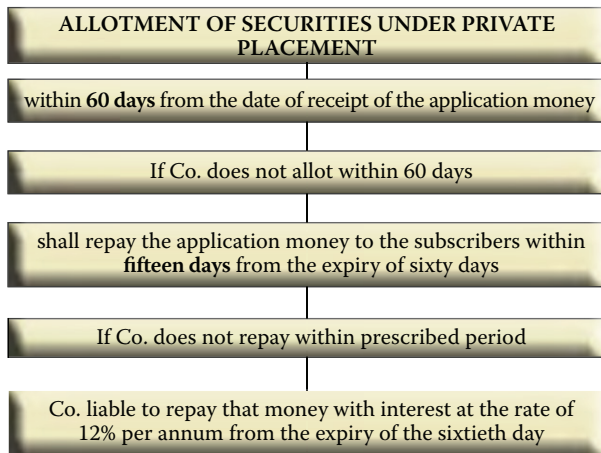 ALLOTMENT OF SECURITIES UNDER PRIVATE
PLACEMENT
within 60 days from the date of receipt of the application money
If Co. does not allot within 60 days
shall repay the application money to the subscribers within
fifteen days from the expiry of sixty days
If Co. does not repay within prescribed period
Co. liable to repay that money with interest at the rate of
12% per annum from the expiry of the sixtieth day